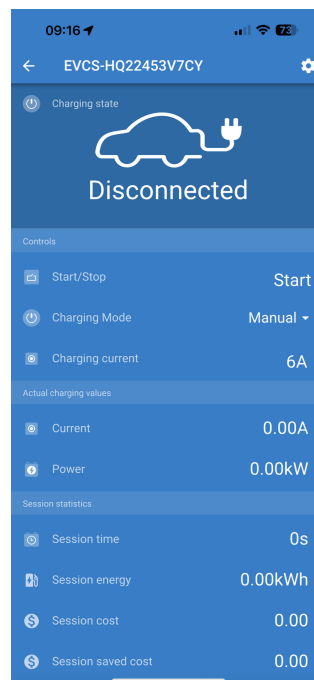 09:16
73
EVCS-HQ22453V7CY
Charging state
Disconnected
Controls
Start/Stop Start
Charging Mode Manual
Charging current 6A
Actual charging values
Current 0.00A
Power 0.00kW
Session statistics
Session time 0s
Session energy 0.00kWh
Session cost 0.00
Session saved cost 0.00